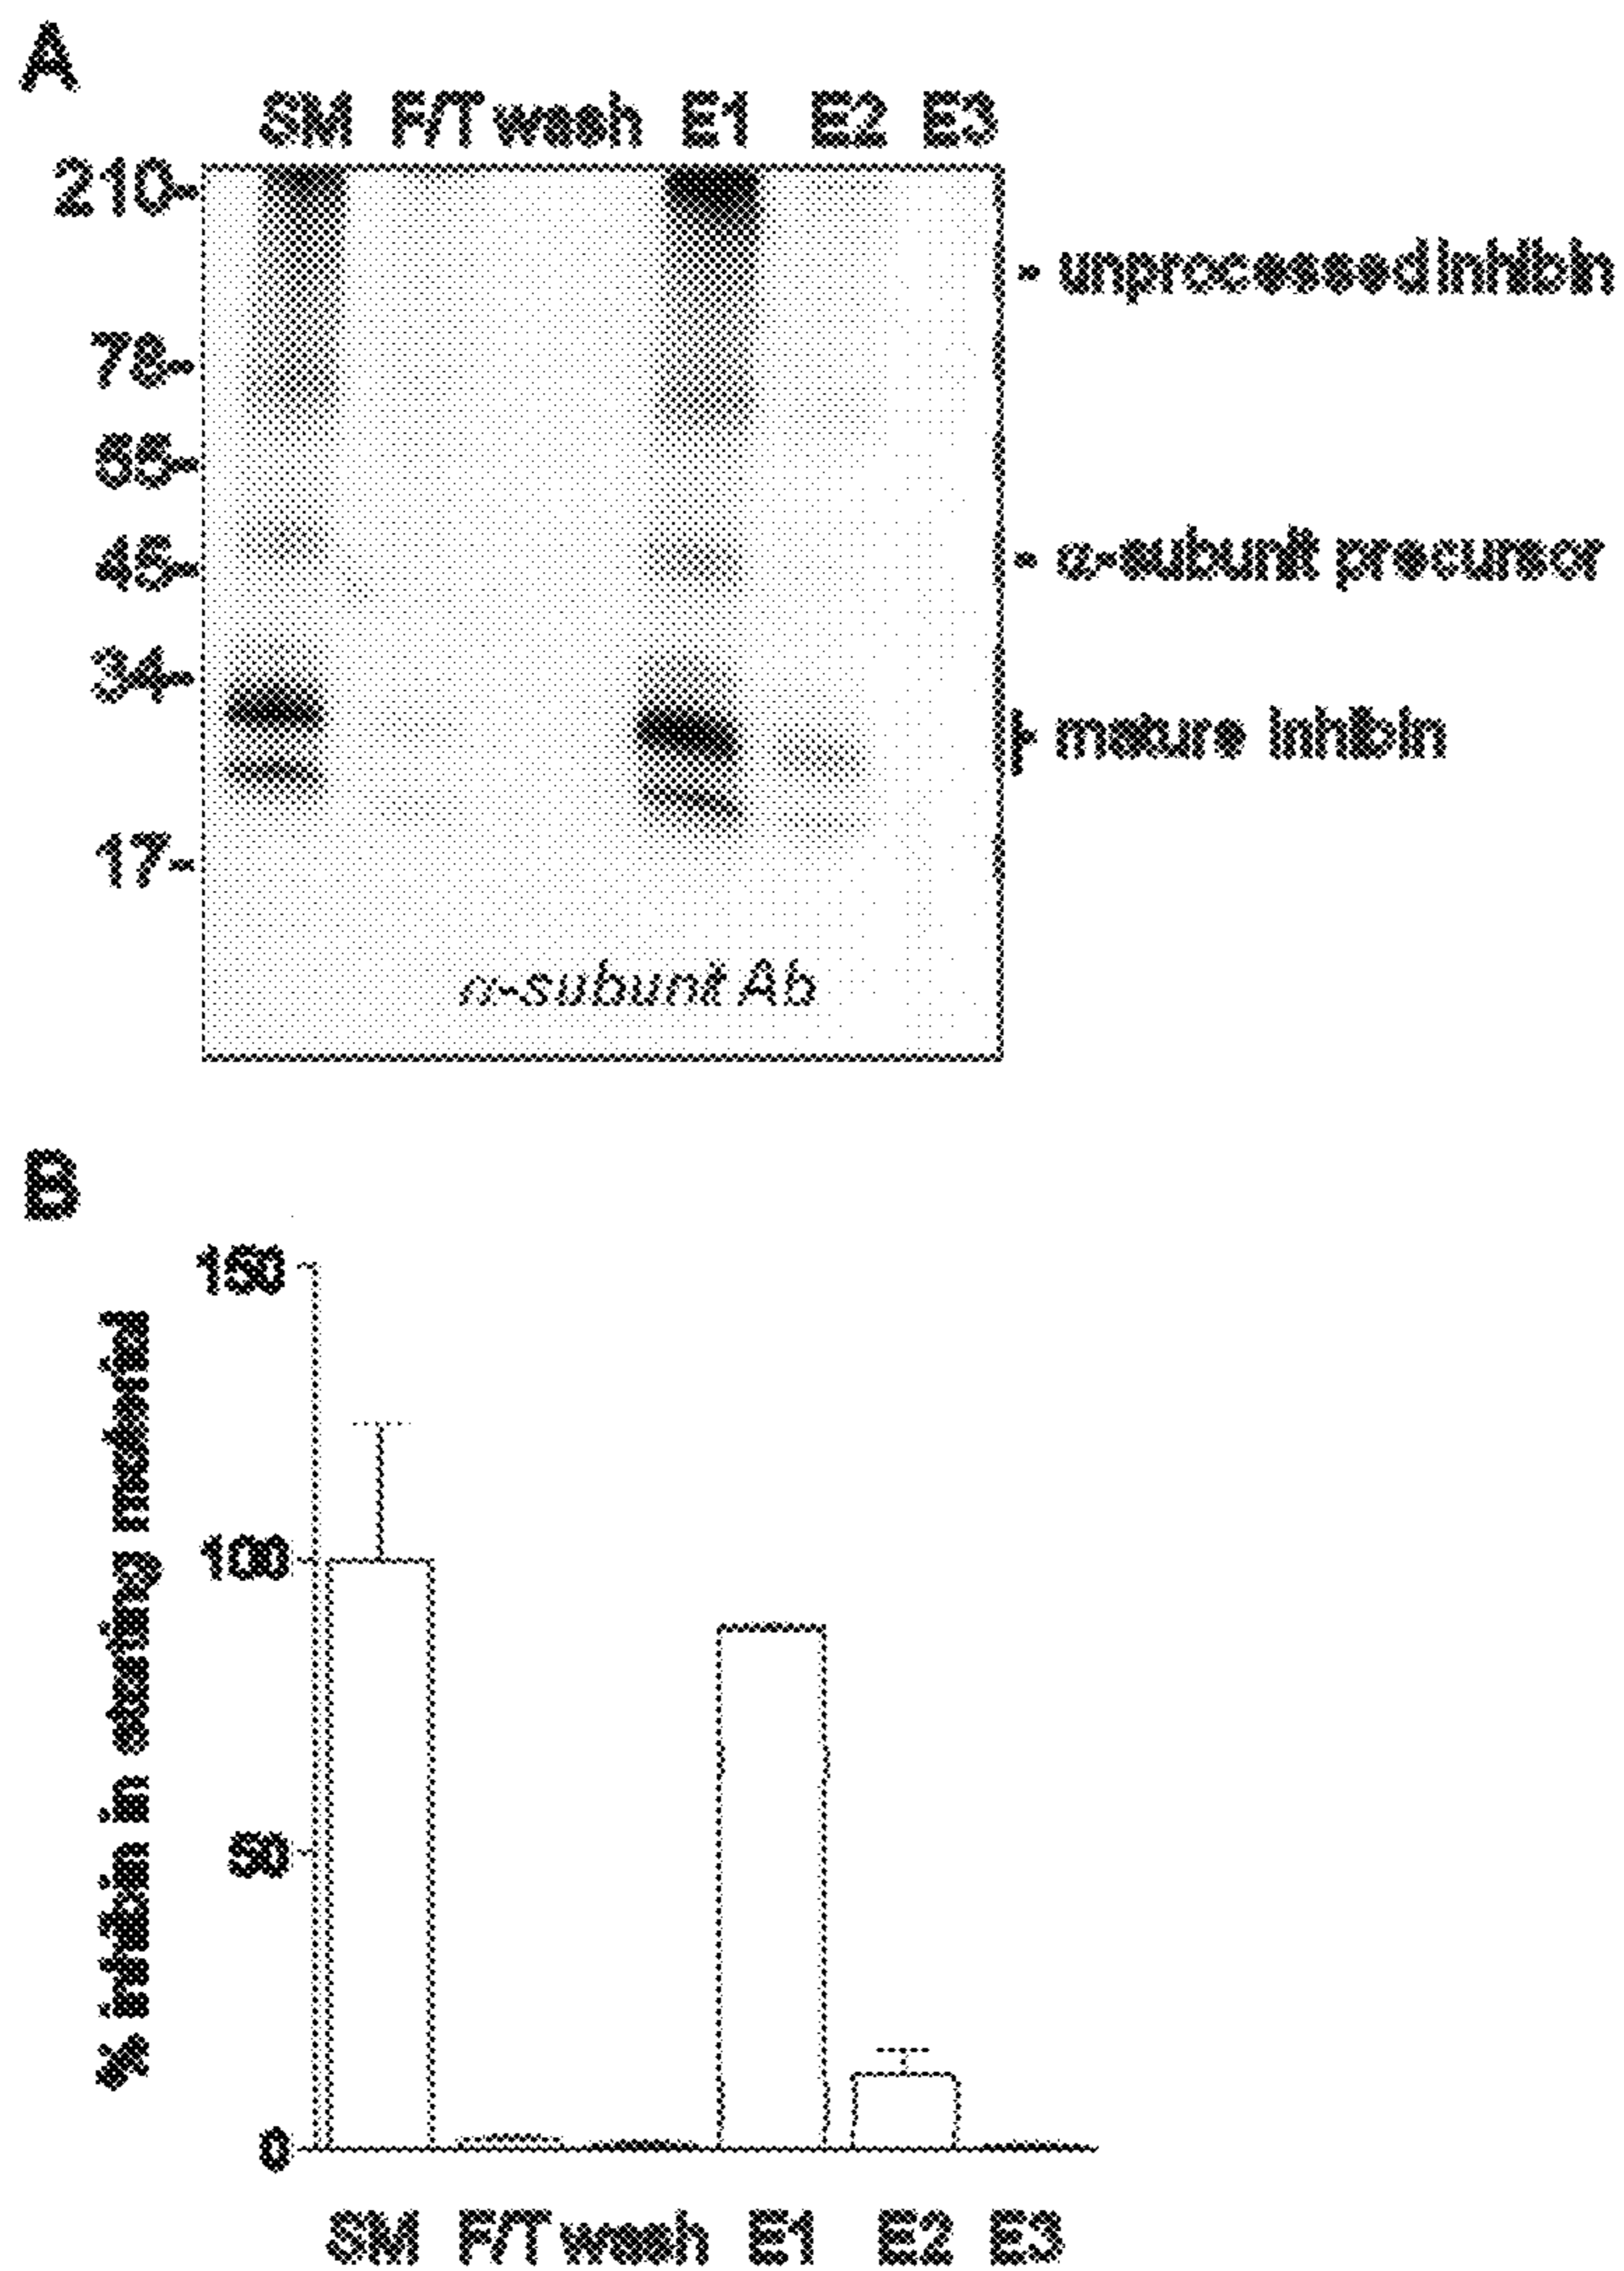 A
SM F/T wash E1 E2 E3
210-
- unprocessed inhibin
78-
55-
45-
- α-subunit precursor
34-
mature inhibin
17-
α-subunit Ab
B
% inhibin in starting material
150
100
50
0
SM F/T wash E1 E2 E3